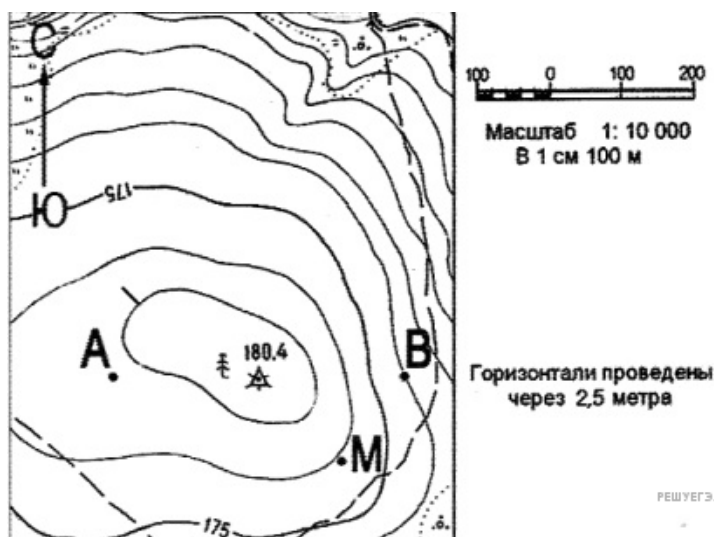 С
Ю
175
А
180.4
В
М
175
100 0 100 200
Масштаб 1: 10 000
В 1 см 100 м
Горизонтали проведены
через 2,5 метра
РЕШУЕГЭ